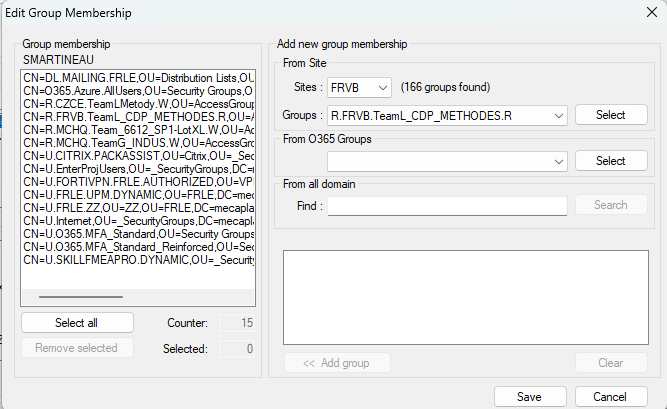 Edit Group Membership
Group membership
SMARTINEAU
CN=DL.MAILING.FRLE,OU=Distribution Lists,OU
CN=O365.Azure.AllUsers,OU=Security Groups,O
CN=R.CZCE.TeamLMetody.W,OU=AccessGroup
CN=R.FRVB.TeamL_CDP_METHODES.R,OU=A
CN=R.MCHQ.Team_6612_SP1-LotXL.W,OU=Acc
CN=R.MCHQ.TeamG_INDUS.W,OU=AccessGro
CN=U.CITRIX.PACKASSIST,OU=Citrix,OU=_Sec
CN=U.EnterProjUsers,OU=_SecurityGroups,DC=m
CN=U.FORTIVPN.FRLE.AUTHORIZED,OU=VP
CN=U.FRLE.UPM.DYNAMIC,OU=FRLE,DC=mec
CN=U.FRLE.ZZ,OU=ZZ,OU=FRLE,DC=mecapla
CN=U.Internet,OU=_SecurityGroups,DC=mecapla
CN=U.O365.MFA_Standard,OU=Security Groups
CN=U.O365.MFA_Standard_Reinforced,OU=Sec
CN=U.SKILLFMEAPRO.DYNAMIC,OU=_Securit
Select all
Counter: 15
Remove selected
Selected: 0
Add new group membership
From Site
Sites : FRVB (166 groups found)
Groups : R.FRVB.TeamL_CDP_METHODES.R Select
From O365 Groups
Select
From all domain
Find : Search
<< Add group Clear
Save Cancel